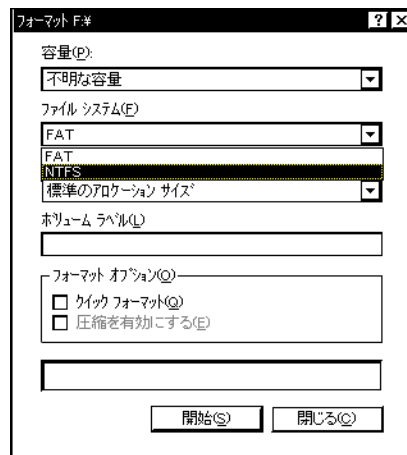 フォーマット F:¥
容量(P):
不明な容量
ファイル システム(F)
FAT
FAT
NTFS
標準のアロケーション サイズ
ボリューム ラベル(L)
フォーマット オプション(O)
クイック フォーマット(Q)
圧縮を有効にする(E)
開始(S)
閉じる(C)